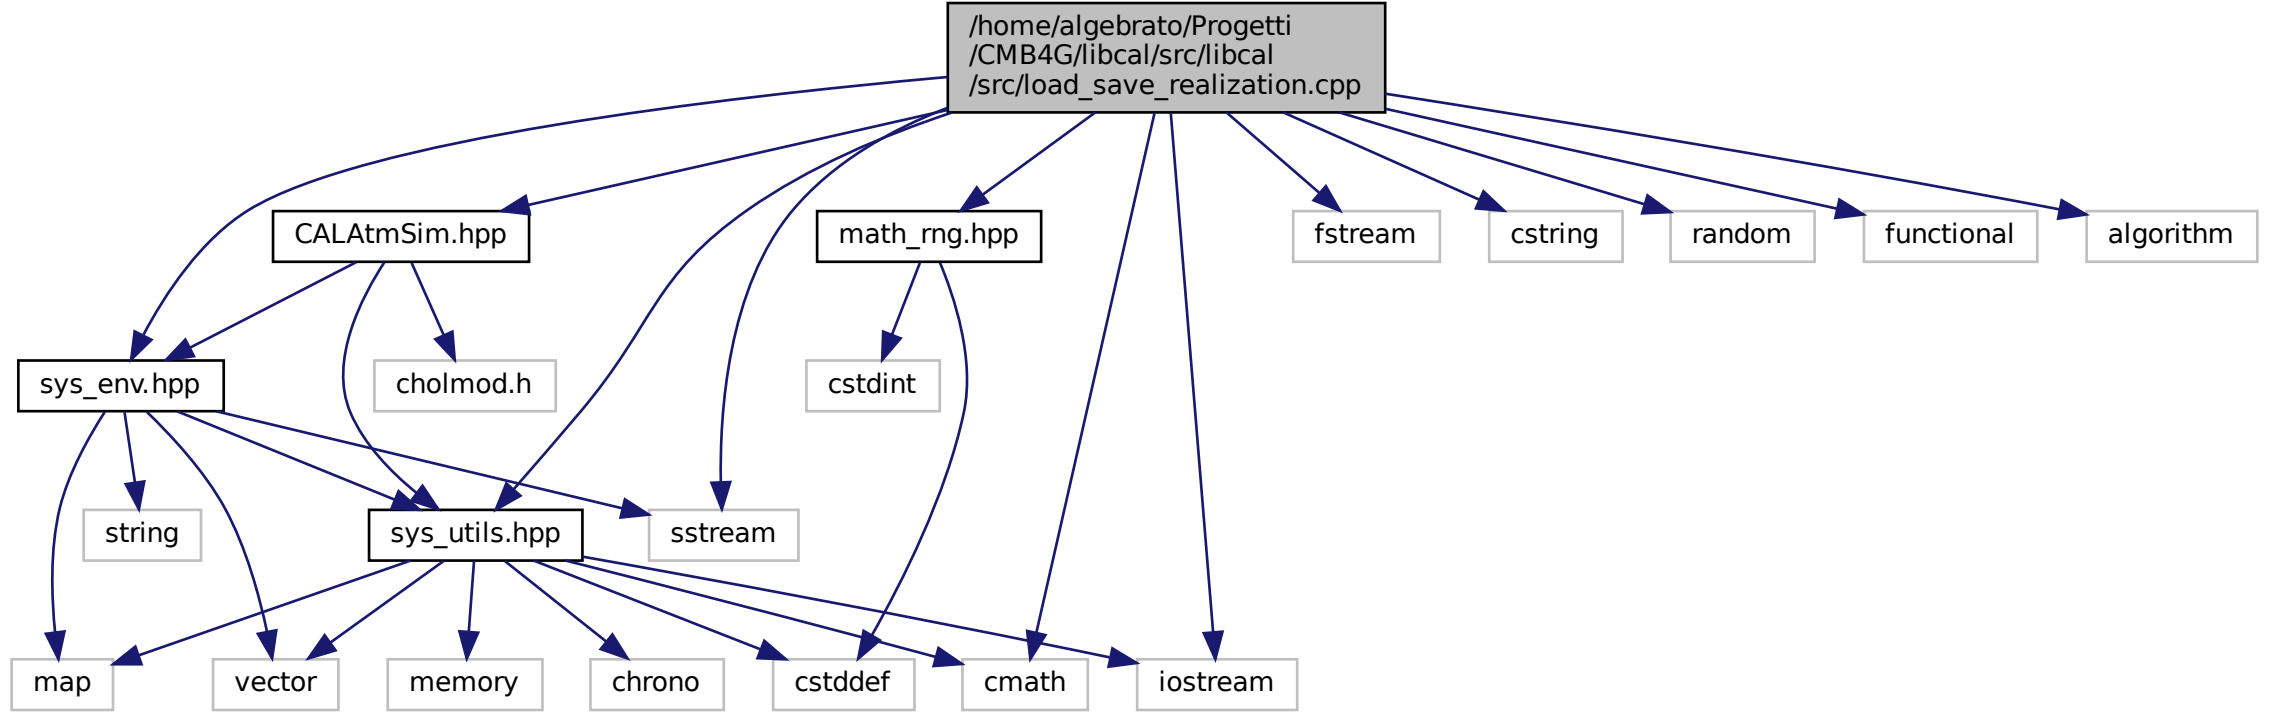 /home/algebrato/Progetti
/CMB4G/libcal/src/libcal
/src/load_save_realization.cpp
CALAtmSim.hpp
math_rng.hpp
fstream
cstring
random
functional
algorithm
sys_env.hpp
cholmod.h
cstdint
string
sys_utils.hpp
sstream
map
vector
memory
chrono
cstddef
cmath
iostream